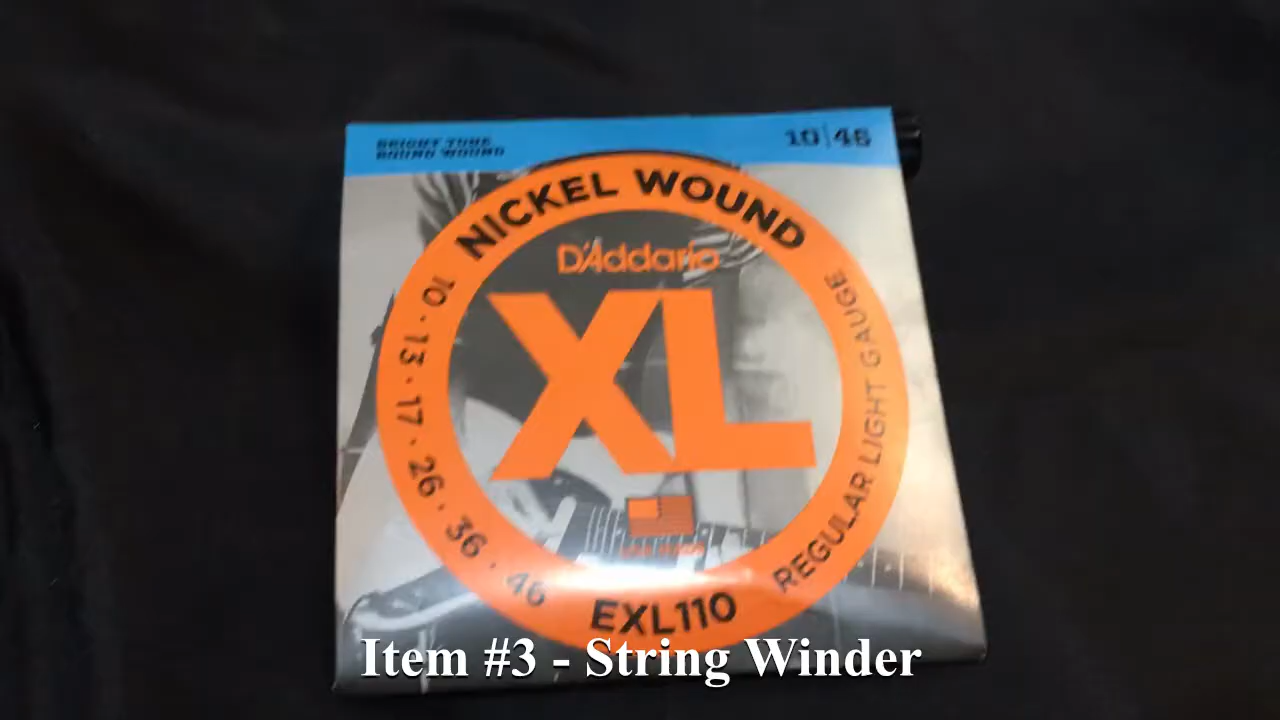 BRIGHT TONE
ROUND WOUND
10|46
NICKEL WOUND
D'Addario
XL
10 · 13 · 17 · 26 · 36 · 46
REGULAR LIGHT GAUGE
EXL110
Item #3 - String Winder